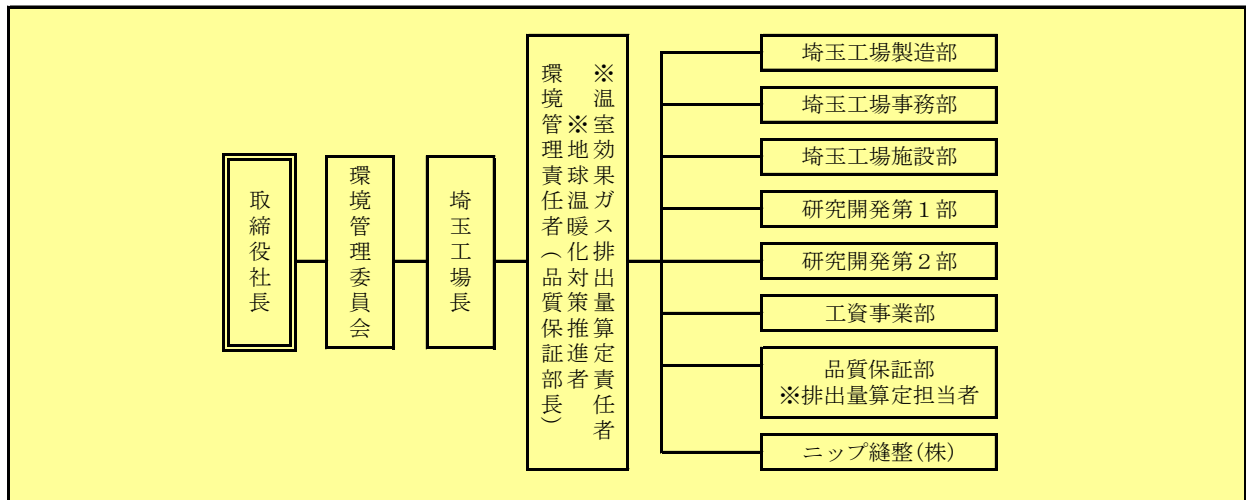 取締役社長
環境管理委員会
埼玉工場長
※温室効果ガス排出量算定責任者
※地球温暖化対策推進者
環境管理責任者（品質保証部長）
埼玉工場製造部
埼玉工場事務部
埼玉工場施設部
研究開発第１部
研究開発第２部
工資事業部
品質保証部
※排出量算定担当者
ニップ縫整(株)